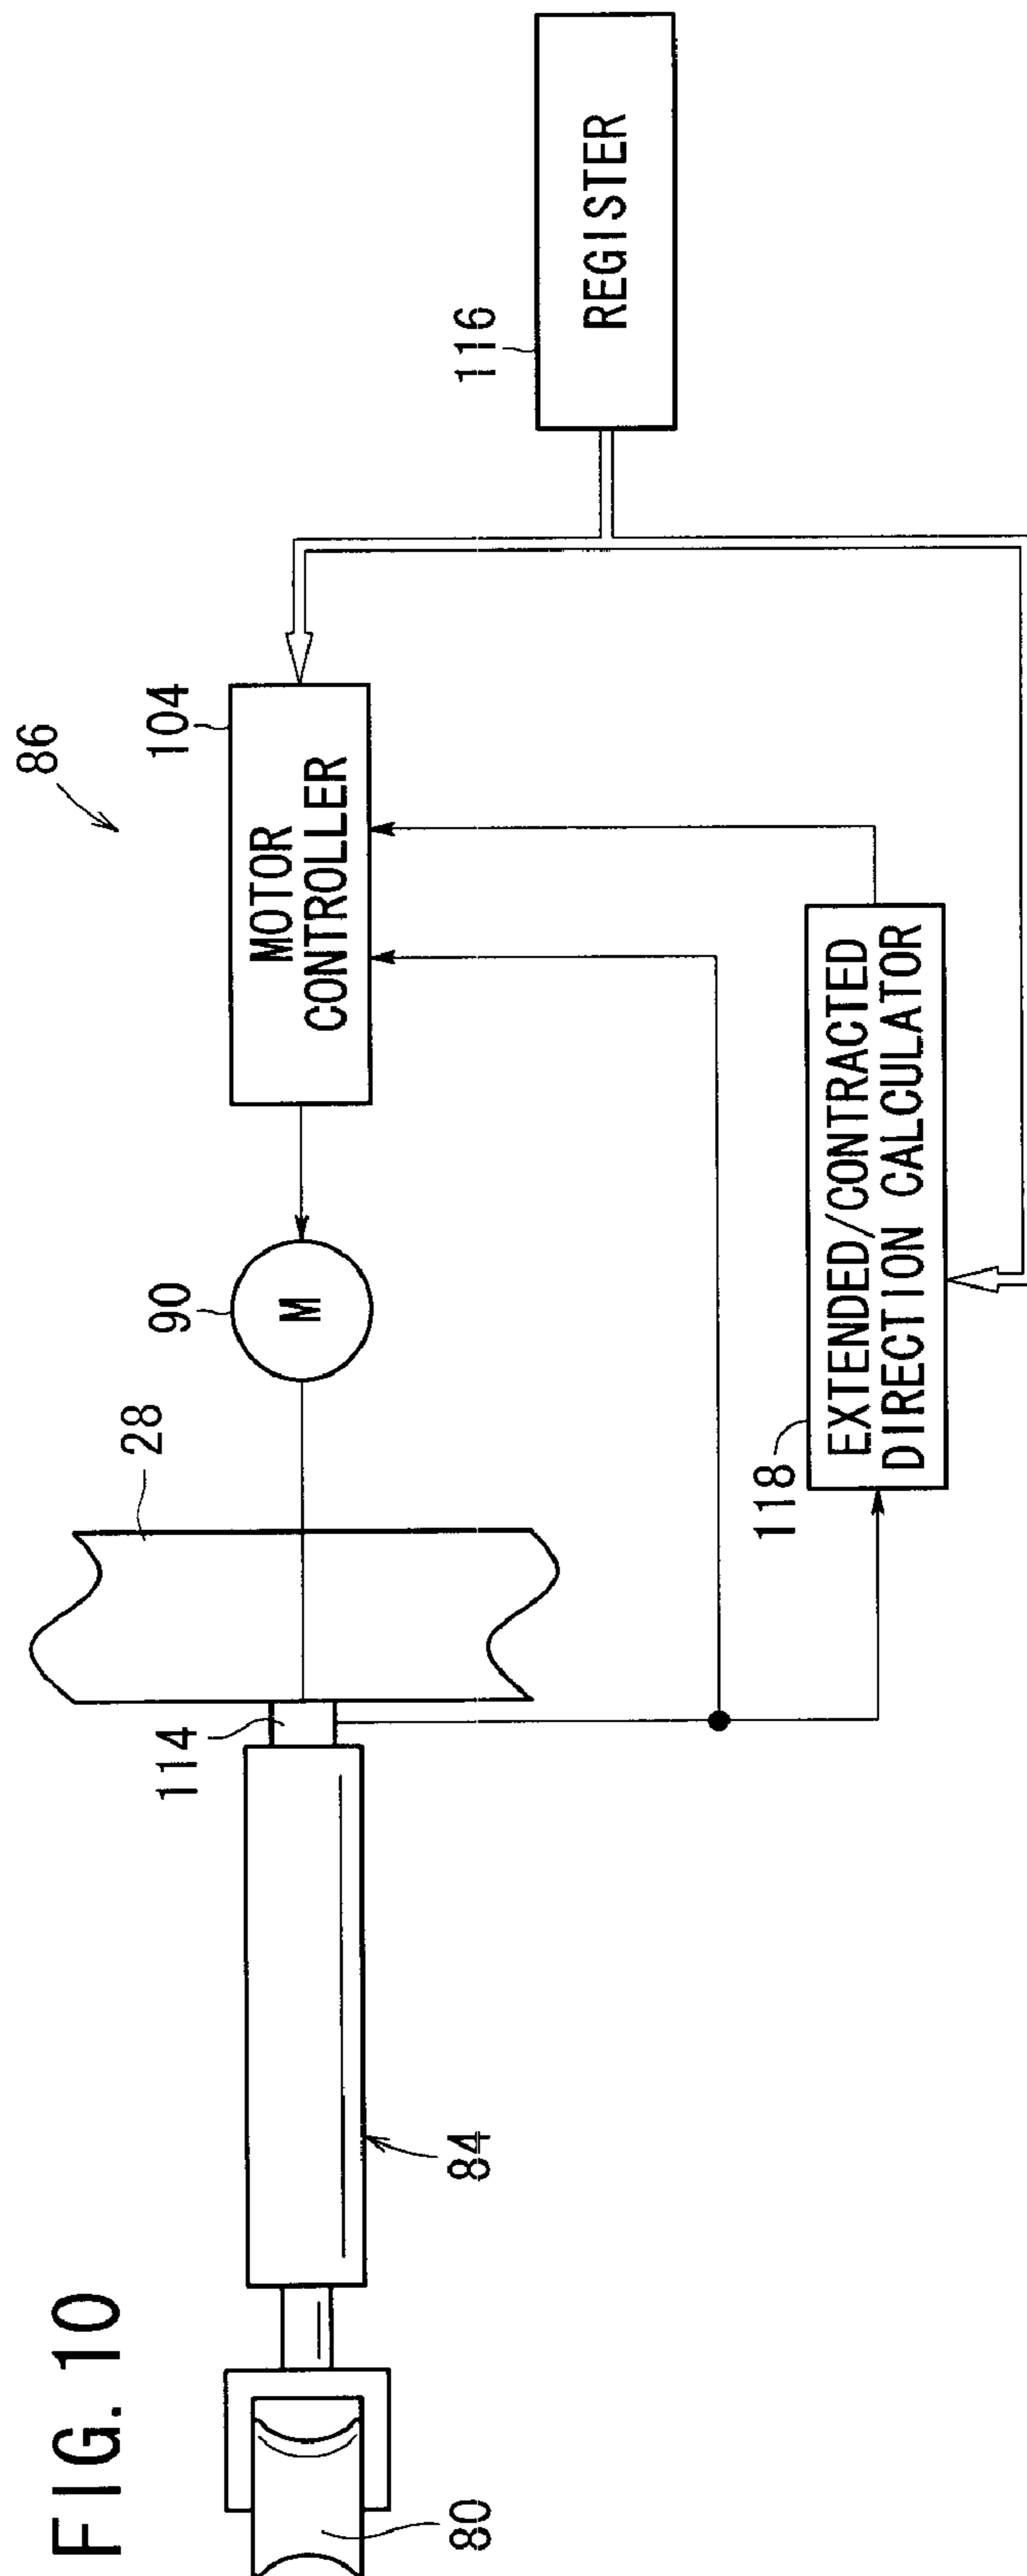 FIG. 10
86
28
90
104
MOTOR
CONTROLLER
M
116
REGISTER
114
80
84
118
EXTENDED/CONTRACTED
DIRECTION CALCULATOR